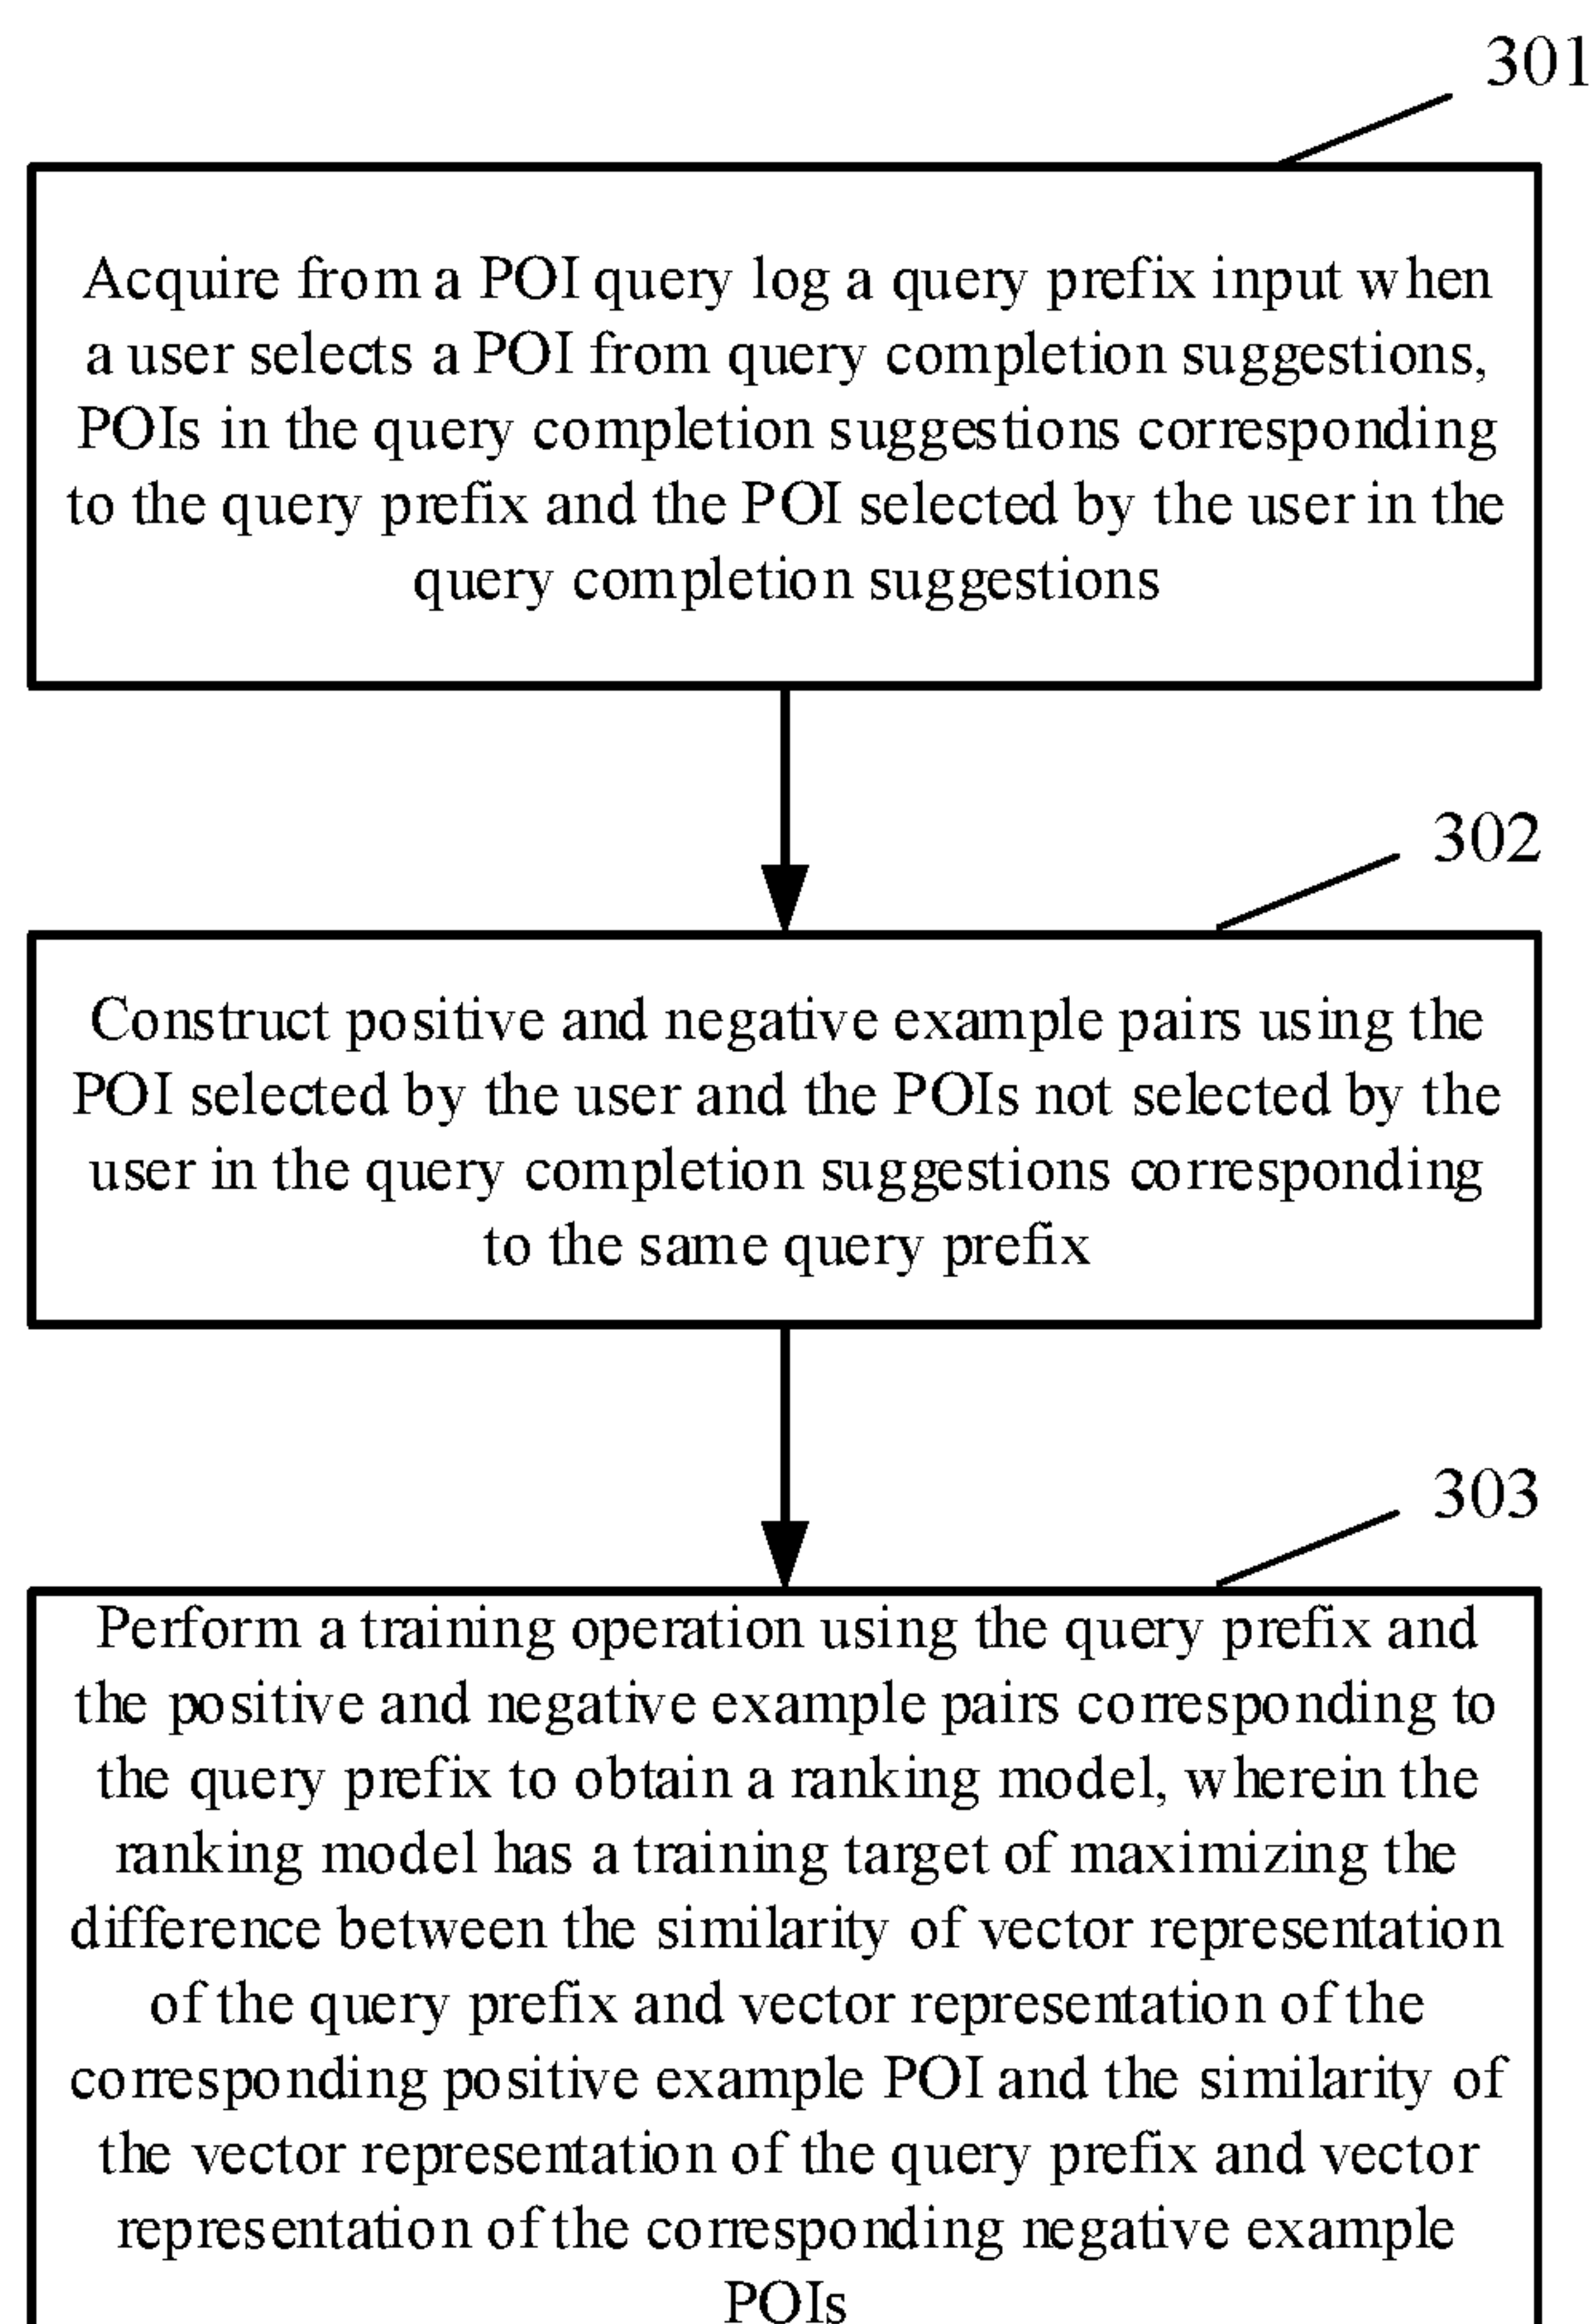 301
Acquire from a POI query log a query prefix input when
a user selects a POI from query completion suggestions,
POIs in the query completion suggestions corresponding
to the query prefix and the POI selected by the user in the
query completion suggestions
302
Construct positive and negative example pairs using the
POI selected by the user and the POIs not selected by the
user in the query completion suggestions corresponding
to the same query prefix
303
Perform a training operation using the query prefix and
the positive and negative example pairs corresponding to
the query prefix to obtain a ranking model, wherein the
ranking model has a training target of maximizing the
difference between the similarity of vector representation
of the query prefix and vector representation of the
corresponding positive example POI and the similarity of
the vector representation of the query prefix and vector
representation of the corresponding negative example
POIs